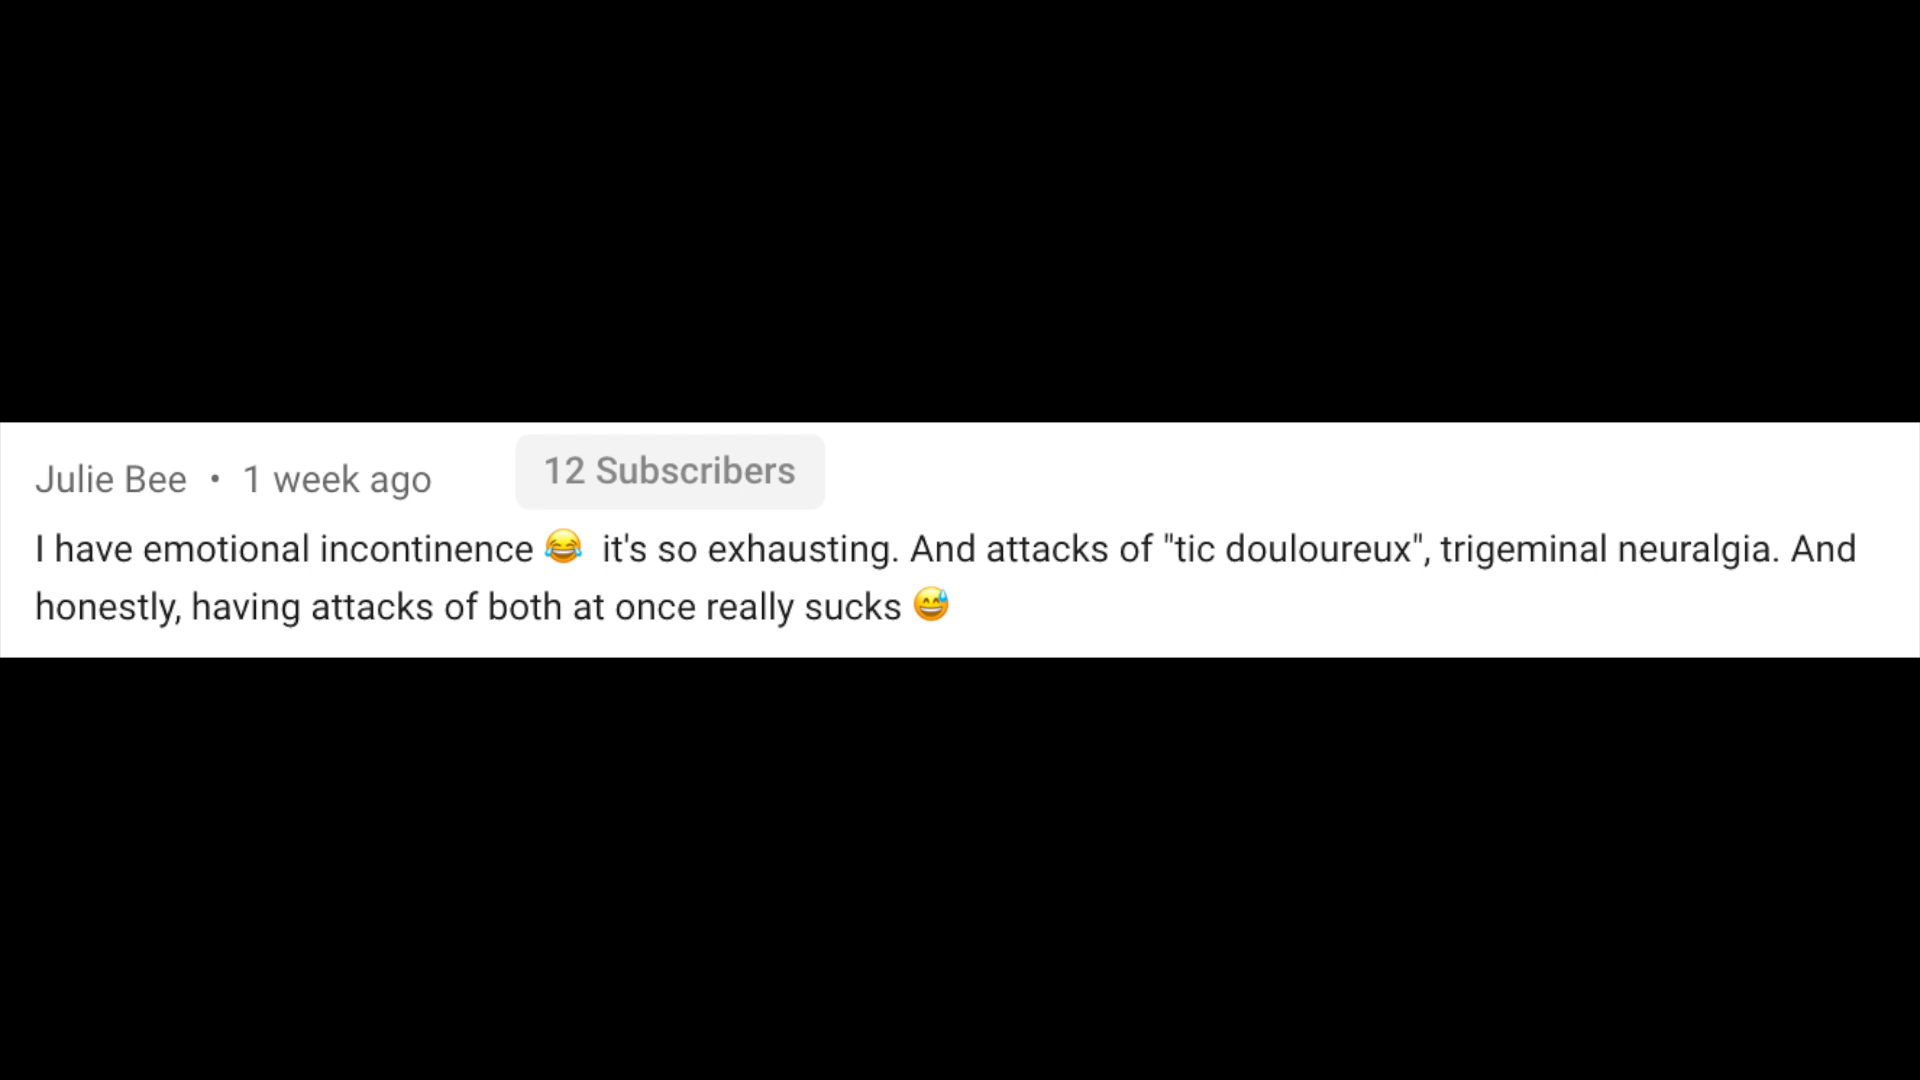 Julie Bee • 1 week ago 12 Subscribers
I have emotional incontinence 😂 it's so exhausting. And attacks of "tic douloureux", trigeminal neuralgia. And
honestly, having attacks of both at once really sucks 😅